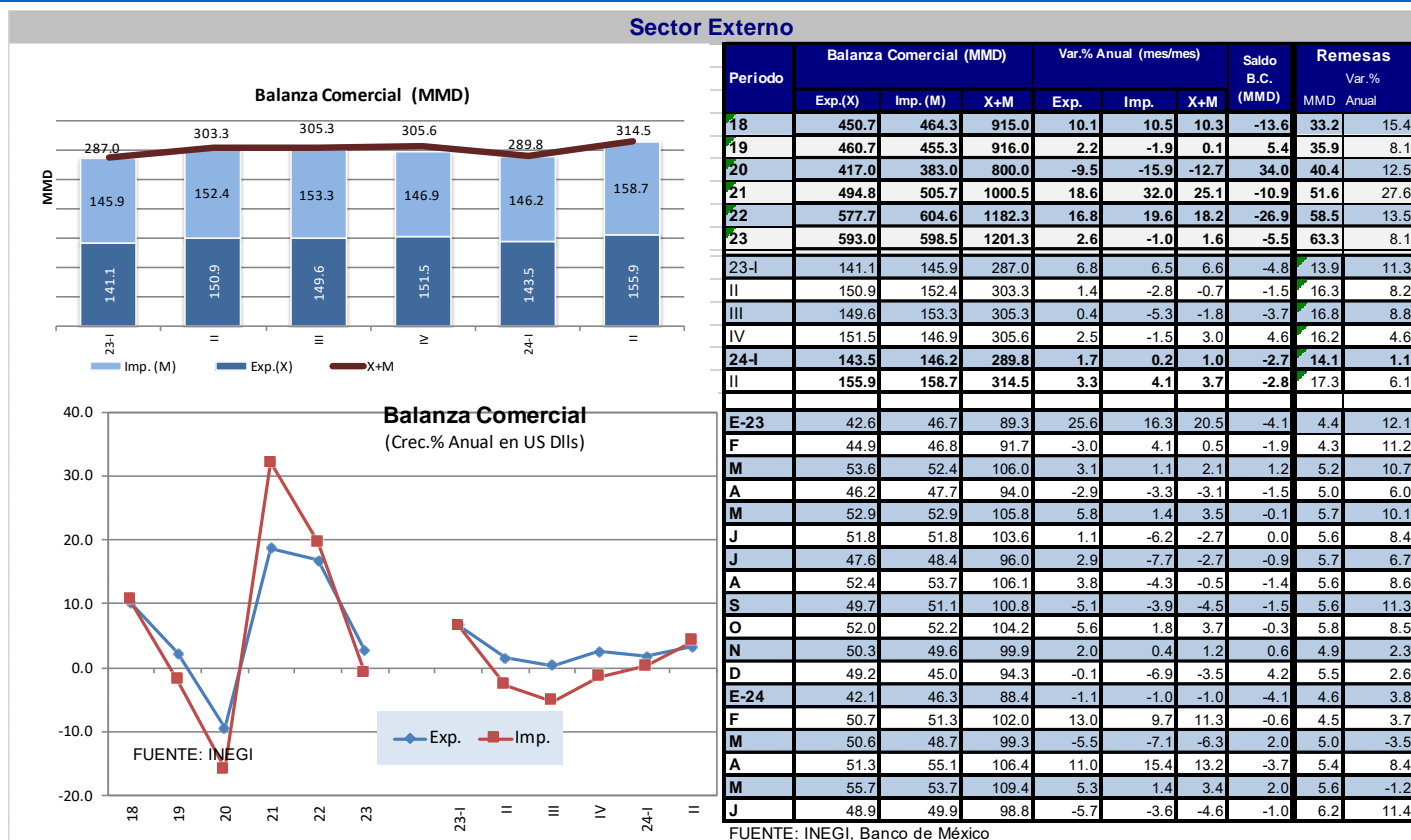 Sector Externo
Balanza Comercial (MMD)
287.0 303.3 305.3 305.6 289.8 314.5
145.9 152.4 153.3 146.9 146.2 158.7
141.1 150.9 149.6 151.5 143.5 155.9
MMD
23-I II III IV 24-I II
Imp. (M) Exp.(X) X+M
Balanza Comercial
(Crec.% Anual en US Dlls)
40.0
30.0
20.0
10.0
0.0
-10.0
-20.0
Exp. Imp.
FUENTE: INEGI
18 19 20 21 22 23 23-I II III IV 24-I II
Periodo Balanza Comercial (MMD) Var.% Anual (mes/mes) Saldo B.C. (MMD) Remesas
Var.%
Exp.(X) Imp. (M) X+M Exp. Imp. X+M MMD Anual
18 450.7 464.3 915.0 10.1 10.5 10.3 -13.6 33.2 15.4
19 460.7 455.3 916.0 2.2 -1.9 0.1 5.4 35.9 8.1
20 417.0 383.0 800.0 -9.5 -15.9 -12.7 34.0 40.4 12.5
21 494.8 505.7 1000.5 18.6 32.0 25.1 -10.9 51.6 27.6
22 577.7 604.6 1182.3 16.8 19.6 18.2 -26.9 58.5 13.5
23 593.0 598.5 1201.3 2.6 -1.0 1.6 -5.5 63.3 8.1
23-I 141.1 145.9 287.0 6.8 6.5 6.6 -4.8 13.9 11.3
II 150.9 152.4 303.3 1.4 -2.8 -0.7 -1.5 16.3 8.2
III 149.6 153.3 305.3 0.4 -5.3 -1.8 -3.7 16.8 8.8
IV 151.5 146.9 305.6 2.5 -1.5 3.0 4.6 16.2 4.6
24-I 143.5 146.2 289.8 1.7 0.2 1.0 -2.7 14.1 1.1
II 155.9 158.7 314.5 3.3 4.1 3.7 -2.8 17.3 6.1
E-23 42.6 46.7 89.3 25.6 16.3 20.5 -4.1 4.4 12.1
F 44.9 46.8 91.7 -3.0 4.1 0.5 -1.9 4.3 11.2
M 53.6 52.4 106.0 3.1 1.1 2.1 1.2 5.2 10.7
A 46.2 47.7 94.0 -2.9 -3.3 -3.1 -1.5 5.0 6.0
M 52.9 52.9 105.8 5.8 1.4 3.5 -0.1 5.7 10.1
J 51.8 51.8 103.6 1.1 -6.2 -2.7 0.0 5.6 8.4
J 47.6 48.4 96.0 2.9 -7.7 -2.7 -0.9 5.7 6.7
A 52.4 53.7 106.1 3.8 -4.3 -0.5 -1.4 5.6 8.6
S 49.7 51.1 100.8 -5.1 -3.9 -4.5 -1.5 5.6 11.3
O 52.0 52.2 104.2 5.6 1.8 3.7 -0.3 5.8 8.5
N 50.3 49.6 99.9 2.0 0.4 1.2 0.6 4.9 2.3
D 49.2 45.0 94.3 -0.1 -6.9 -3.5 4.2 5.5 2.6
E-24 42.1 46.3 88.4 -1.1 -1.0 -1.0 -4.1 4.6 3.8
F 50.7 51.3 102.0 13.0 9.7 11.3 -0.6 4.5 3.7
M 50.6 48.7 99.3 -5.5 -7.1 -6.3 2.0 5.0 -3.5
A 51.3 55.1 106.4 11.0 15.4 13.2 -3.7 5.4 8.4
M 55.7 53.7 109.4 5.3 1.4 3.4 2.0 5.6 -1.2
J 48.9 49.9 98.8 -5.7 -3.6 -4.6 -1.0 6.2 11.4
FUENTE: INEGI, Banco de México